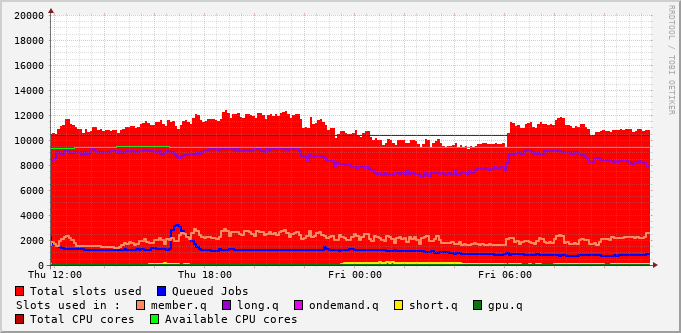 20000
18000
16000
14000
12000
10000
8000
6000
4000
2000
0
Thu 12:00 Thu 18:00 Fri 00:00 Fri 06:00
RRDTOOL / TOBI OETIKER
Total slots used Queued Jobs
Slots used in : member.q long.q ondemand.q short.q gpu.q
Total CPU cores Available CPU cores